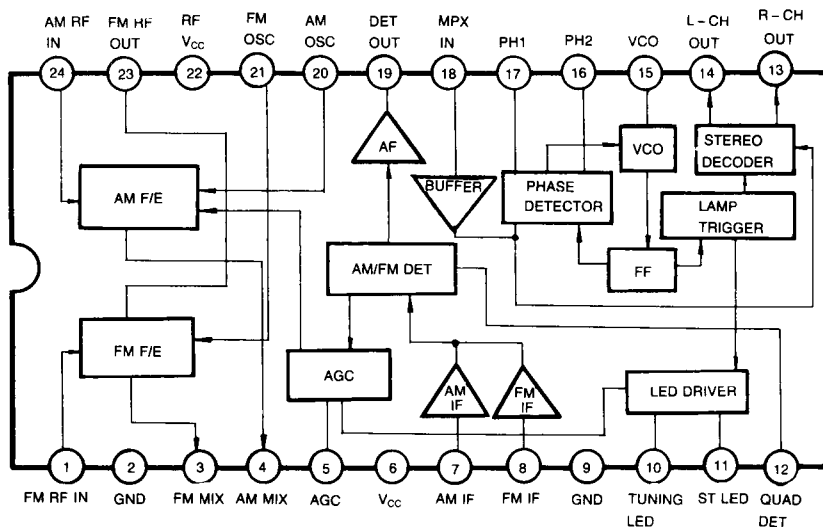 AM RF IN
FM RF OUT
RF VCC
FM OSC
AM OSC
DET OUT
MPX IN
PH1
PH2
VCO
L-CH OUT
R-CH OUT
24
23
22
21
20
19
18
17
16
15
14
13
AF
VCO
STEREO DECODER
BUFFER
PHASE DETECTOR
AM F/E
LAMP TRIGGER
AM/FM DET
FF
FM F/E
AGC
AM IF
FM IF
LED DRIVER
1
2
3
4
5
6
7
8
9
10
11
12
FM RF IN
GND
FM MIX
AM MIX
AGC
VCC
AM IF
FM IF
GND
TUNING LED
ST LED
QUAD DET